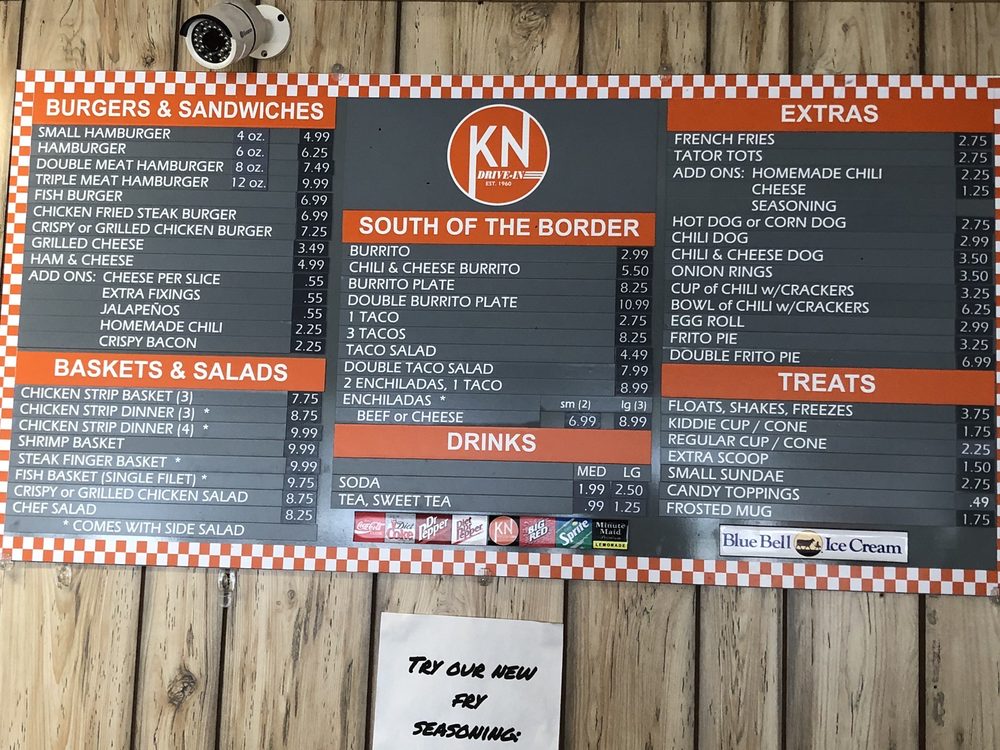 BURGERS & SANDWICHES
SMALL HAMBURGER 4 oz. 4.99
HAMBURGER 6 oz. 6.25
DOUBLE MEAT HAMBURGER 8 oz. 7.49
TRIPLE MEAT HAMBURGER 12 oz. 9.99
FISH BURGER 6.99
CHICKEN FRIED STEAK BURGER 6.99
CRISPY or GRILLED CHICKEN BURGER 7.25
GRILLED CHEESE 3.49
HAM & CHEESE 4.99
ADD ONS: CHEESE PER SLICE .55
EXTRA FIXINGS .55
JALAPEÑOS .55
HOMEMADE CHILI 2.25
CRISPY BACON 2.25
BASKETS & SALADS
CHICKEN STRIP BASKET (3) 7.75
CHICKEN STRIP DINNER (3) * 8.75
CHICKEN STRIP DINNER (4) * 9.99
SHRIMP BASKET 9.99
STEAK FINGER BASKET * 9.99
FISH BASKET (SINGLE FILET) * 9.75
CRISPY or GRILLED CHICKEN SALAD 8.75
CHEF SALAD 8.25
* COMES WITH SIDE SALAD
KN
DRIVE-IN
EST. 1960
SOUTH OF THE BORDER
BURRITO 2.99
CHILI & CHEESE BURRITO 5.50
BURRITO PLATE 8.25
DOUBLE BURRITO PLATE 10.99
1 TACO 2.75
3 TACOS 8.25
TACO SALAD 4.49
DOUBLE TACO SALAD 7.99
2 ENCHILADAS, 1 TACO 8.99
ENCHILADAS * sm (2) lg (3)
BEEF or CHEESE 6.99 8.99
DRINKS
MED LG
SODA 1.99 2.50
TEA, SWEET TEA .99 1.25
Coca-Cola Diet Coke Dr Pepper Diet Dr Pepper KN BIG RED Sprite Minute Maid LEMONADE
EXTRAS
FRENCH FRIES 2.75
TATOR TOTS 2.75
ADD ONS: HOMEMADE CHILI 2.25
CHEESE 1.25
SEASONING
HOT DOG or CORN DOG 2.75
CHILI DOG 2.99
CHILI & CHEESE DOG 3.50
ONION RINGS 3.50
CUP of CHILI w/CRACKERS 3.25
BOWL of CHILI w/CRACKERS 6.25
EGG ROLL 2.99
FRITO PIE 3.25
DOUBLE FRITO PIE 6.99
TREATS
FLOATS, SHAKES, FREEZES 3.75
KIDDIE CUP / CONE 1.75
REGULAR CUP / CONE 2.25
EXTRA SCOOP 1.50
SMALL SUNDAE 2.75
CANDY TOPPINGS .49
FROSTED MUG 1.75
Blue Bell Ice Cream
TRY OUR NEW
FRY
SEASONING: